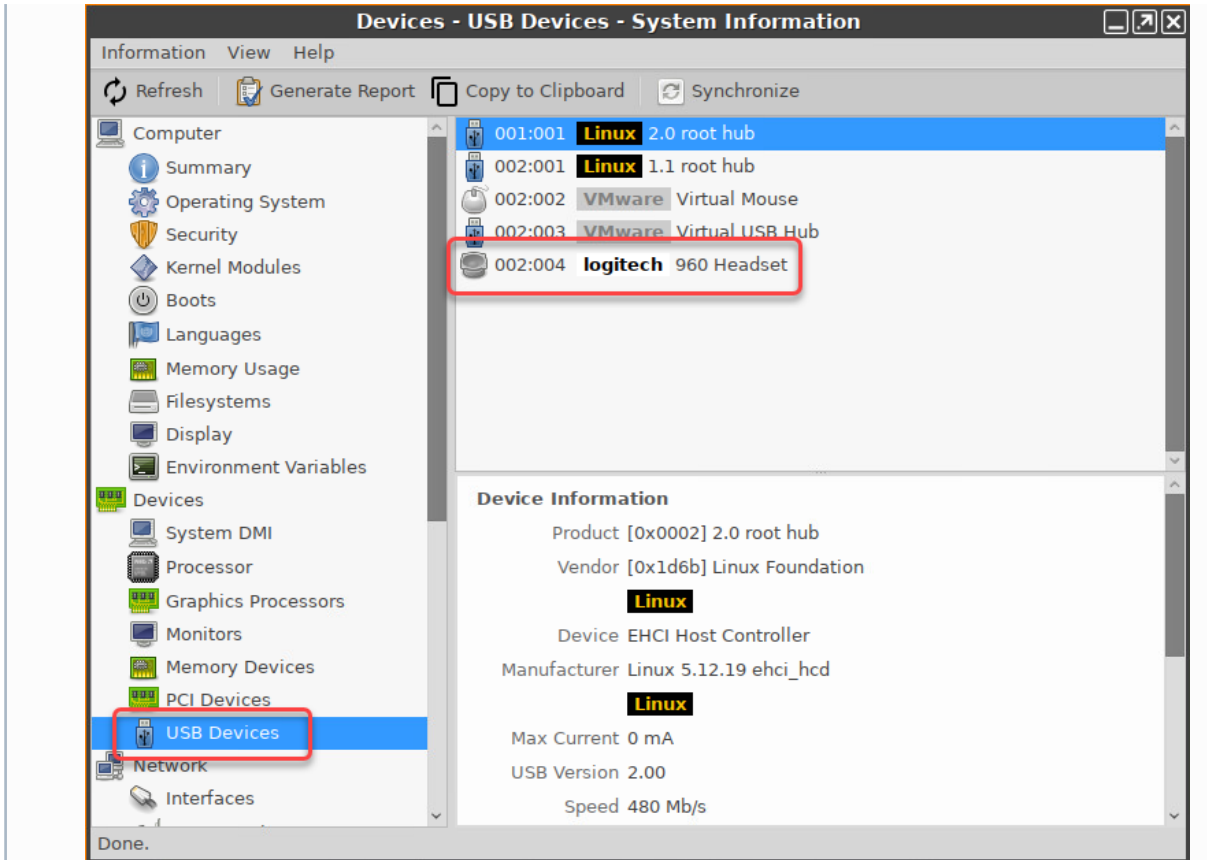 Devices - USB Devices - System Information
Information View Help
Refresh Generate Report Copy to Clipboard Synchronize
Computer
Summary
Operating System
Security
Kernel Modules
Boots
Languages
Memory Usage
Filesystems
Display
Environment Variables
Devices
System DMI
Processor
Graphics Processors
Monitors
Memory Devices
PCI Devices
USB Devices
Network
Interfaces
001:001 Linux 2.0 root hub
002:001 Linux 1.1 root hub
002:002 VMware Virtual Mouse
002:003 VMware Virtual USB Hub
002:004 logitech 960 Headset
Device Information
Product [0x0002] 2.0 root hub
Vendor [0x1d6b] Linux Foundation
Linux
Device EHCI Host Controller
Manufacturer Linux 5.12.19 ehci_hcd
Linux
Max Current 0 mA
USB Version 2.00
Speed 480 Mb/s
Done.